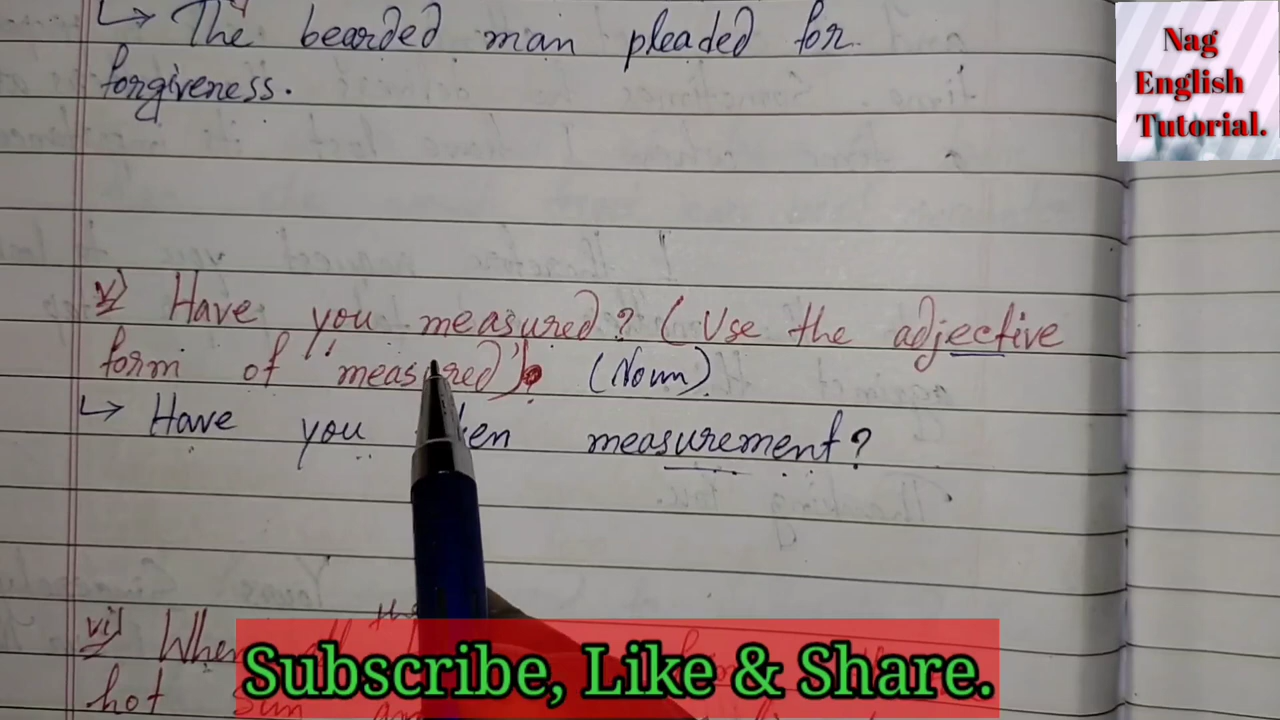 ↳ The bearded man pleaded for
forgiveness.
Nag
English
Tutorial.
v) Have you measured? (Use the adjective
form of 'measured'). (Noun)
↳ Have you measurement?
vi)
hot sun
Subscribe, Like & Share.